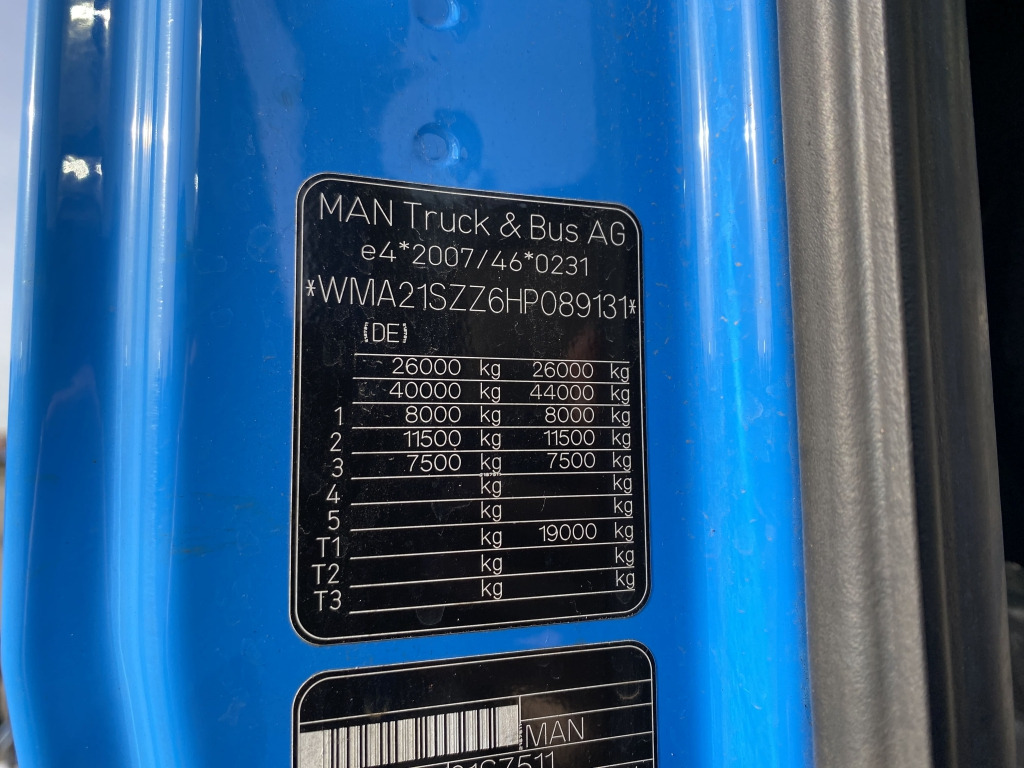 MAN Truck & Bus AG
e4*2007/46*0231
*WMA21SZZ6HP089131*
(DE)
26000 kg 26000 kg
40000 kg 44000 kg
1 8000 kg 8000 kg
2 11500 kg 11500 kg
3 7500 kg 7500 kg
4 kg kg
5 kg kg
T1 kg 19000 kg
T2 kg kg
T3 kg kg
MAN